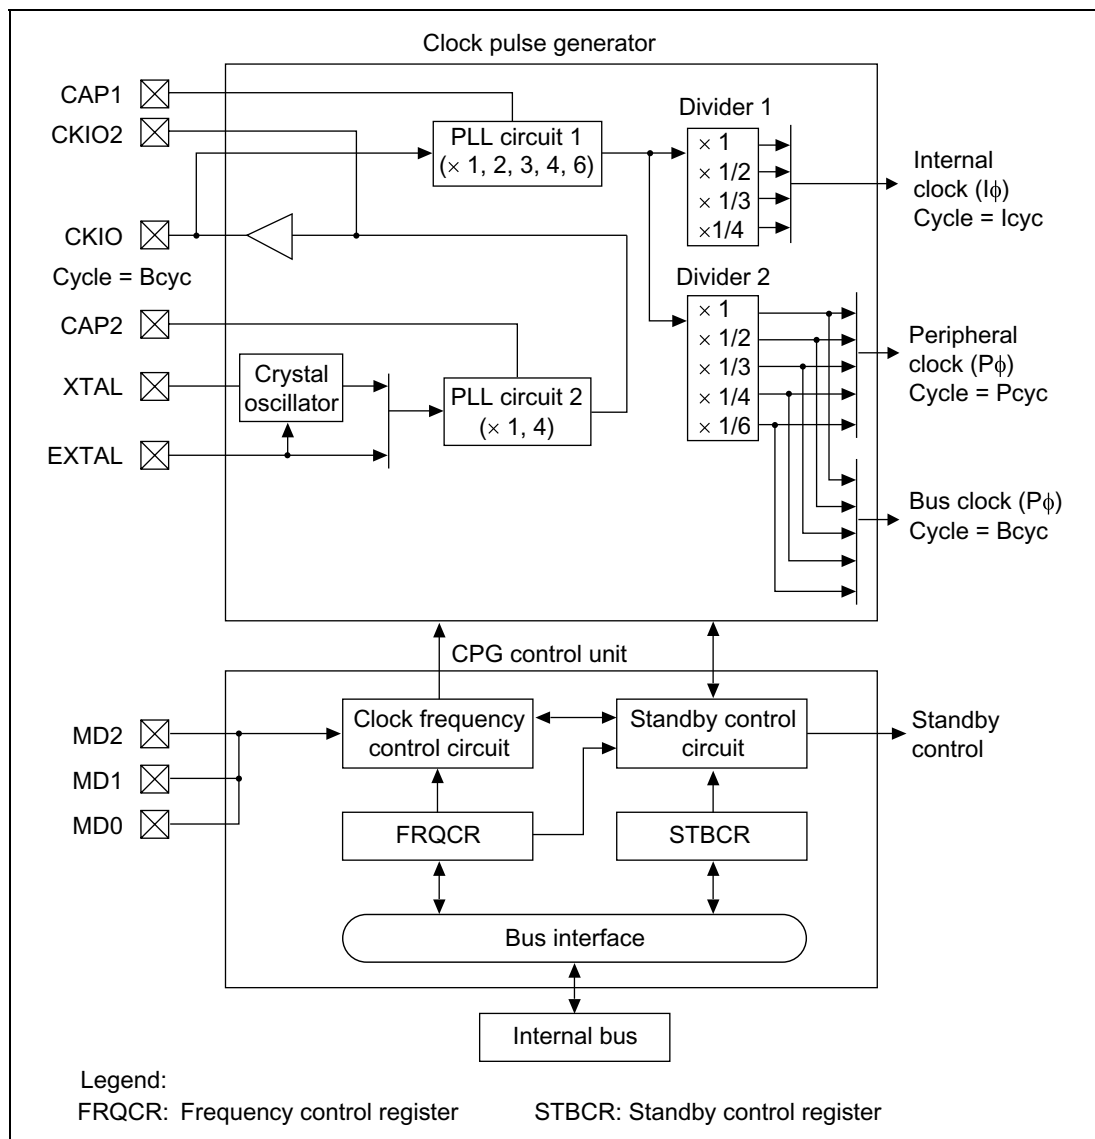 Clock pulse generator
CAP1
CKIO2
CKIO
Cycle = Bcyc
CAP2
XTAL
EXTAL
PLL circuit 1
(× 1, 2, 3, 4, 6)
Crystal
oscillator
PLL circuit 2
(× 1, 4)
Divider 1
× 1
× 1/2
× 1/3
×1/4
Divider 2
× 1
× 1/2
× 1/3
× 1/4
× 1/6
Internal
clock (Iϕ)
Cycle = Icyc
Peripheral
clock (Pϕ)
Cycle = Pcyc
Bus clock (Pϕ)
Cycle = Bcyc
CPG control unit
MD2
MD1
MD0
Clock frequency
control circuit
Standby control
circuit
Standby
control
FRQCR
STBCR
Bus interface
Internal bus
Legend:
FRQCR: Frequency control register
STBCR: Standby control register